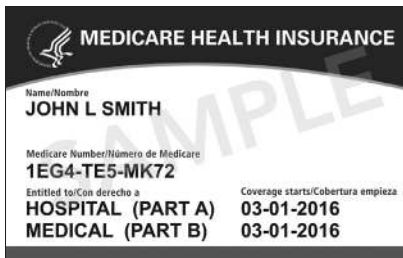 MEDICARE HEALTH INSURANCE
Name/Nombre
JOHN L SMITH
Medicare Number/Número de Medicare
1EG4-TE5-MK72
Entitled to/Con derecho a Coverage starts/Cobertura empieza
HOSPITAL (PART A) 03-01-2016
MEDICAL (PART B) 03-01-2016
SAMPLE